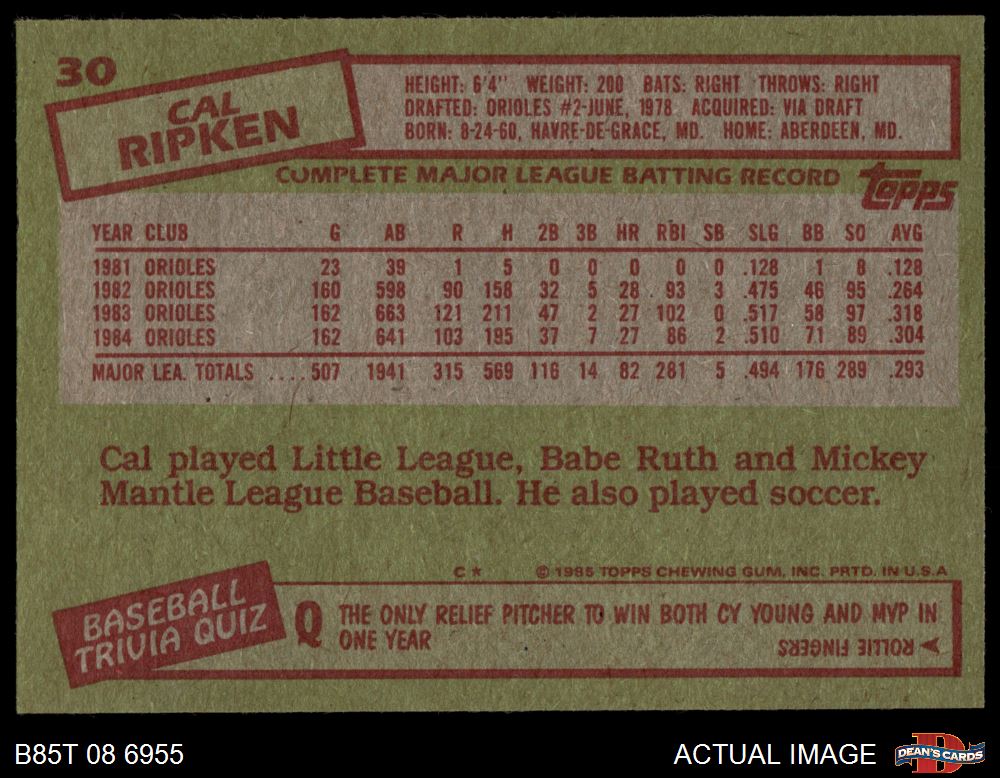 30
CAL
RIPKEN
HEIGHT: 6'4" WEIGHT: 200 BATS: RIGHT THROWS: RIGHT
DRAFTED: ORIOLES #2-JUNE, 1978 ACQUIRED: VIA DRAFT
BORN: 8-24-60, HAVRE-DE-GRACE, MD. HOME: ABERDEEN, MD.
COMPLETE MAJOR LEAGUE BATTING RECORD
Topps
YEAR CLUB G AB R H 2B 3B HR RBI SB SLG BB SO AVG
1981 ORIOLES 23 39 1 5 0 0 0 0 0 .128 1 8 .128
1982 ORIOLES 160 598 90 158 32 5 28 93 3 .475 46 95 .264
1983 ORIOLES 162 663 121 211 47 2 27 102 0 .517 58 97 .318
1984 ORIOLES 162 641 103 195 37 7 27 86 2 .510 71 89 .304
MAJOR LEA. TOTALS ....507 1941 315 569 116 14 82 281 5 .494 176 289 .293
Cal played Little League, Babe Ruth and Mickey
Mantle League Baseball. He also played soccer.
C* © 1985 TOPPS CHEWING GUM, INC. PRTD. IN U.S.A
BASEBALL
TRIVIA QUIZ
Q THE ONLY RELIEF PITCHER TO WIN BOTH CY YOUNG AND MVP IN
ONE YEAR
ROLLIE FINGERS
B85T 08 6955
ACTUAL IMAGE
DEAN'S CARDS